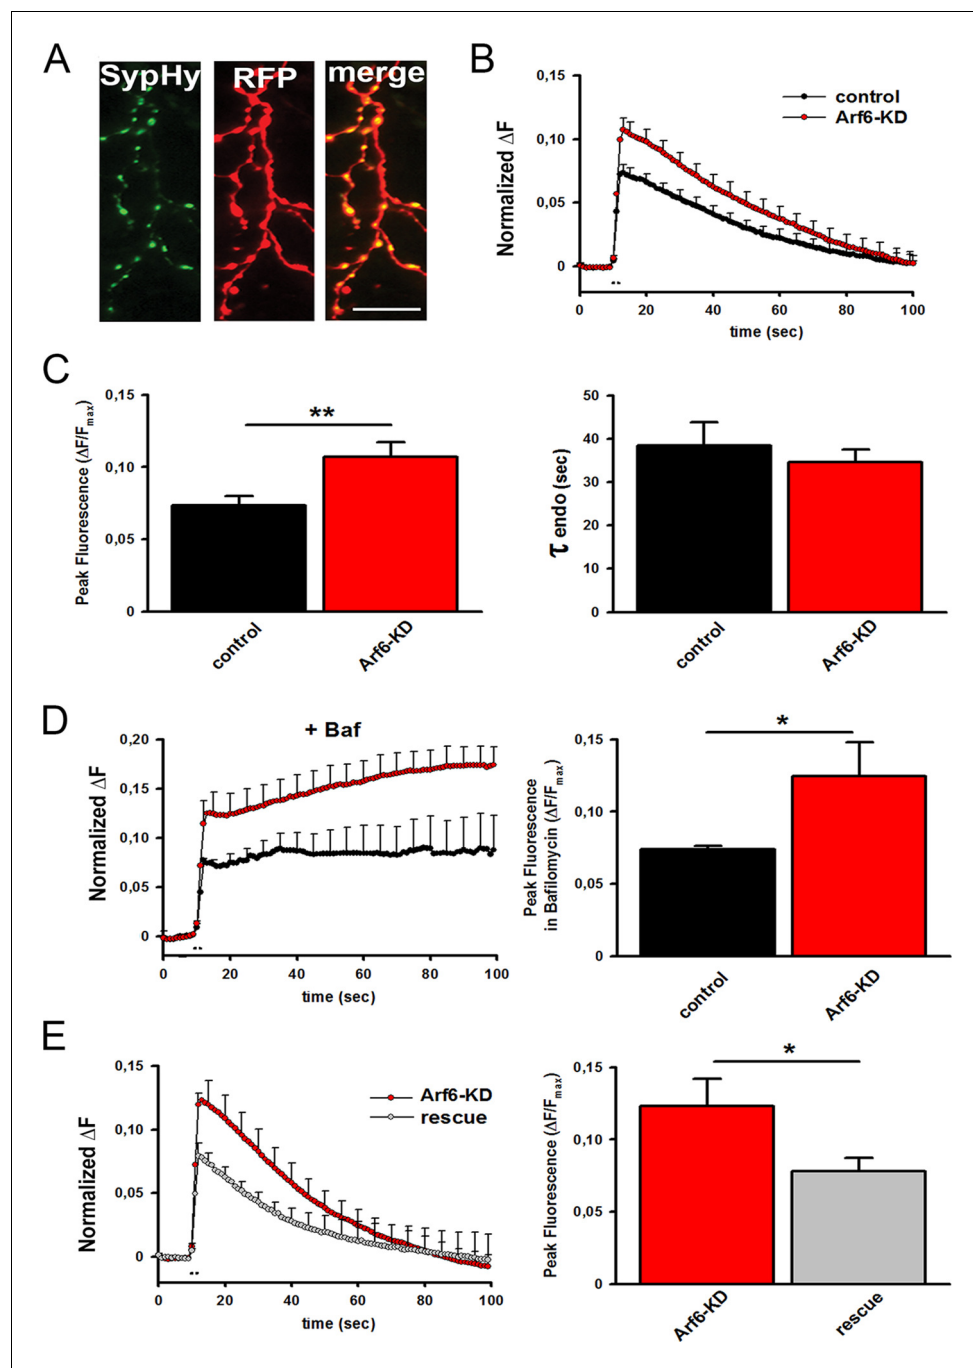 A
SypHy
RFP
merge
B
Normalized ΔF
0,15
0,10
0,05
0
control
Arf6-KD
0 20 40 60 80 100
time (sec)
C
Peak Fluorescence (ΔF/Fmax)
0,15
0,10
0,05
0
**
control
Arf6-KD
τ endo (sec)
50
40
30
20
10
0
control
Arf6-KD
D
+ Baf
Normalized ΔF
0,20
0,15
0,10
0,05
0
0 20 40 60 80 100
time (sec)
Peak Fluorescence
in Bafilomycin (ΔF/Fmax)
0,15
0,10
0,05
0
*
control
Arf6-KD
E
Normalized ΔF
0,15
0,10
0,05
0
Arf6-KD
rescue
0 20 40 60 80 100
time (sec)
Peak Fluorescence (ΔF/Fmax)
0,15
0,10
0,05
0
*
Arf6-KD
rescue